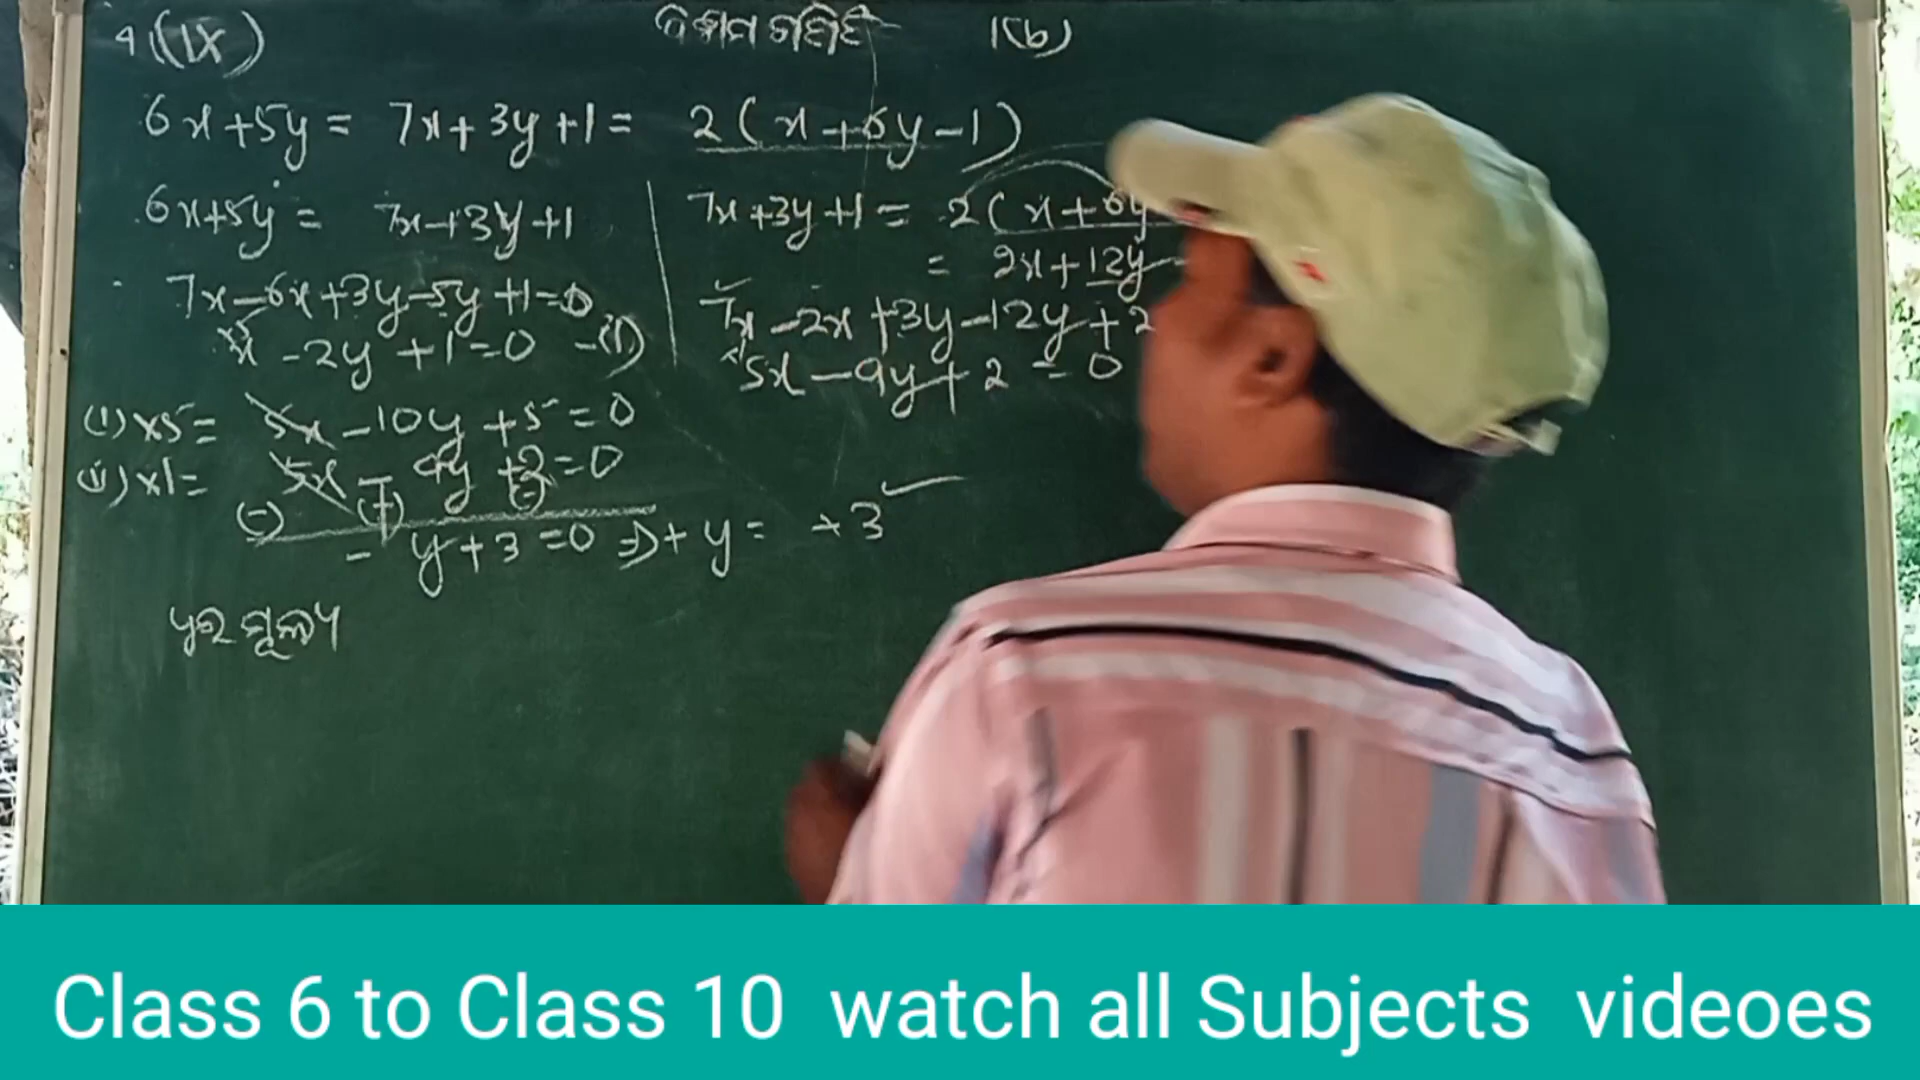 4 (IX) ବୀଜଗଣିତ 1(b)
6x+5y = 7x+3y+1 = 2(x+6y-1)
6x+5y = 7x+3y+1
7x-6x+3y-5y+1=0
x-2y+1=0 -(i)
7x+3y+1 = 2(x+6y
= 2x+12y-
7x-2x+3y-12y+2
5x-9y+2=0
(i)x5= 5x-10y+5=0
(ii)x1= 5x-9y+2=0
(-) (+) (-)
-y+3=0 => +y= +3
yର ମୂଲ୍ୟ
Class 6 to Class 10 watch all Subjects videoes